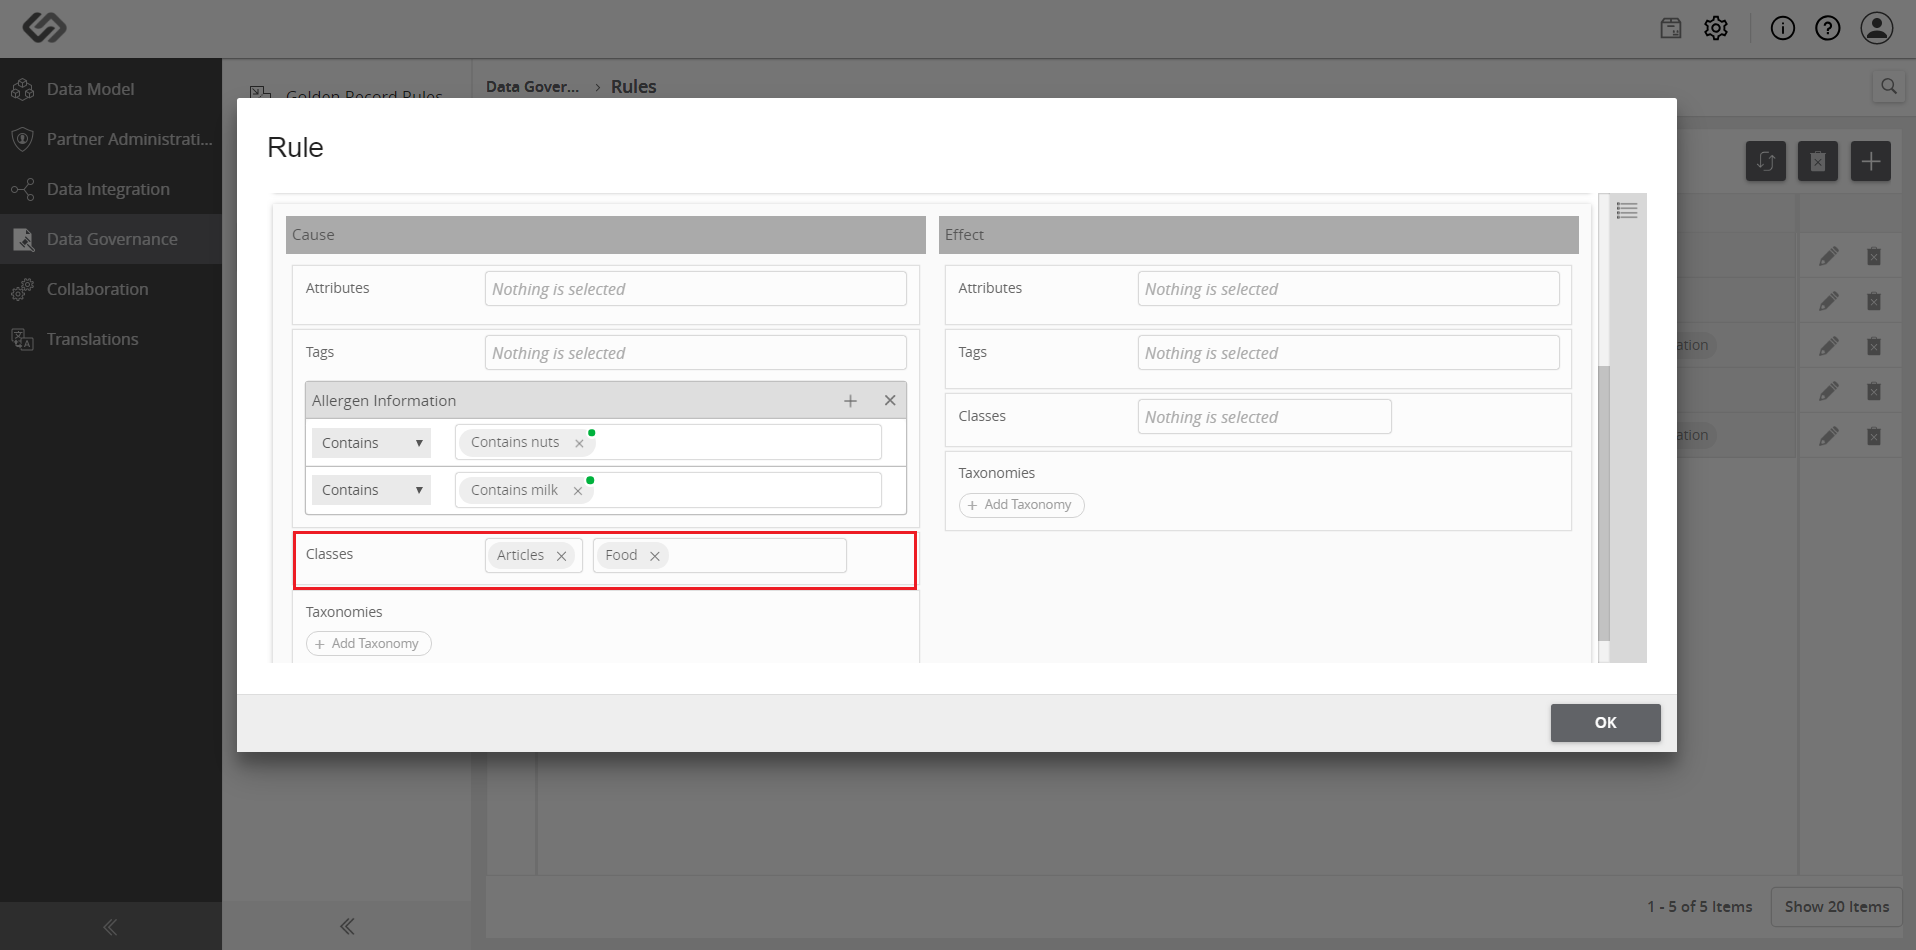 Data Model
Partner Administrati...
Data Integration
Data Governance
Collaboration
Translations
Golden Record Rules
Data Gover... › Rules
Rule
Cause
Attributes Nothing is selected
Tags Nothing is selected
Allergen Information
Contains Contains nuts
Contains Contains milk
Classes Articles Food
Taxonomies
+ Add Taxonomy
Effect
Attributes Nothing is selected
Tags Nothing is selected
Classes Nothing is selected
Taxonomies
+ Add Taxonomy
ation
ation
OK
1 - 5 of 5 Items Show 20 Items